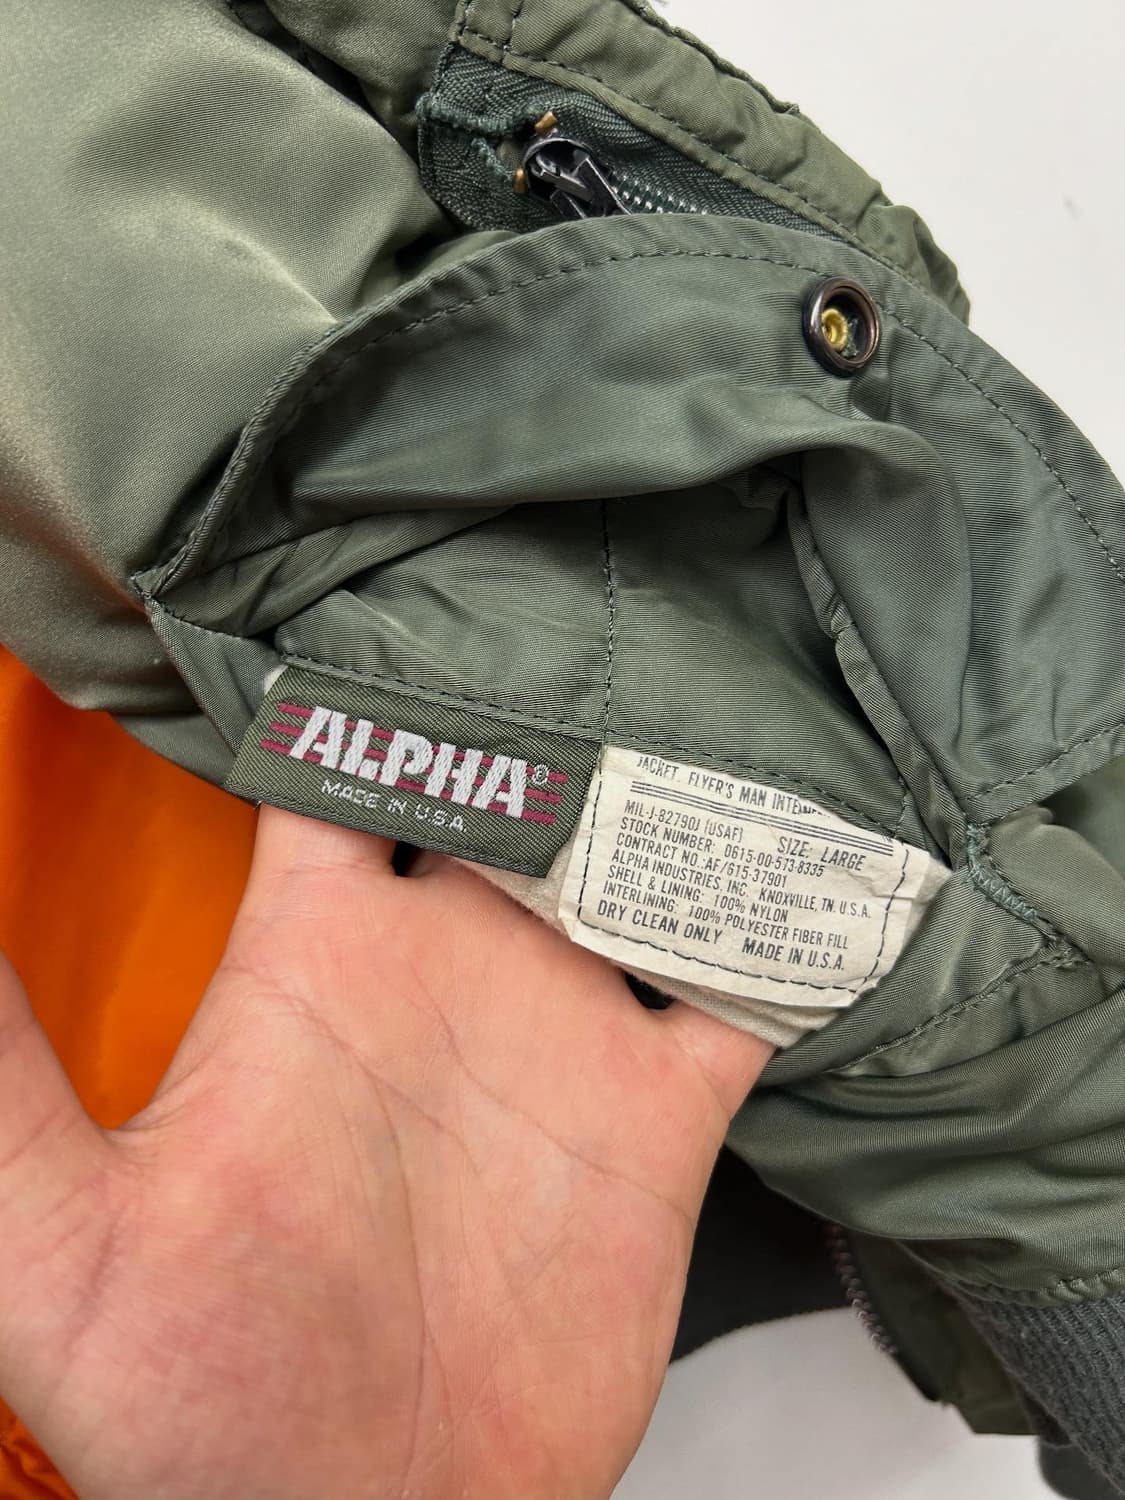 ALPHA®
MADE IN U.S.A.
JACKET, FLYER'S MAN
MIL-J-82790J (USAF) SIZE: LARGE
STOCK NUMBER: 0615-00-573-8335
CONTRACT NO.:AF/615-37901
ALPHA INDUSTRIES, INC. KNOXVILLE, TN. U.S.A.
SHELL & LINING: 100% NYLON
INTERLINING: 100% POLYESTER FIBER FILL
DRY CLEAN ONLY MADE IN U.S.A.